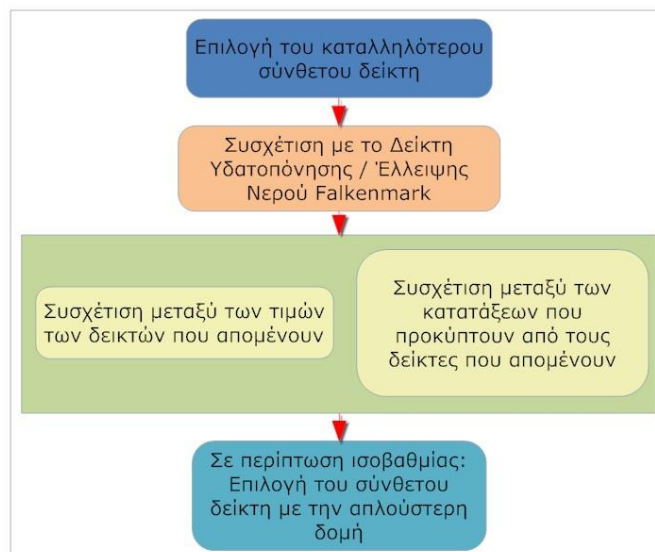 Επιλογή του καταλληλότερου
σύνθετου δείκτη
Συσχέτιση με το Δείκτη
Υδατοπόνησης / Έλλειψης
Νερού Falkenmark
Συσχέτιση μεταξύ των τιμών
των δεικτών που απομένουν
Συσχέτιση μεταξύ των
κατατάξεων που
προκύπτουν από τους
δείκτες που απομένουν
Σε περίπτωση ισοβαθμίας:
Επιλογή του σύνθετου
δείκτη με την απλούστερη
δομή